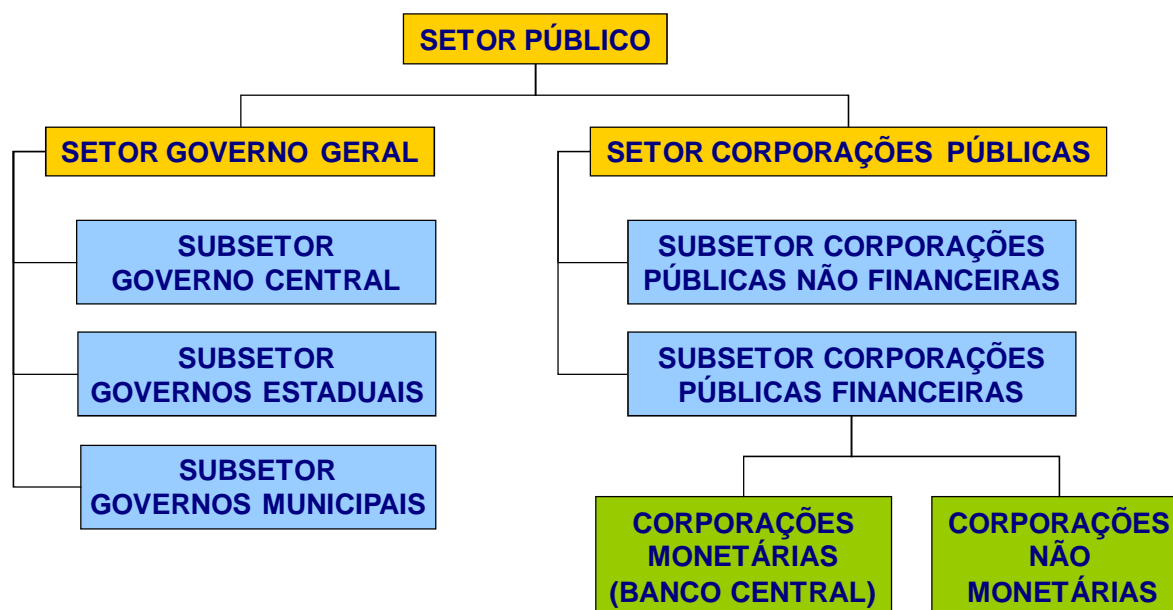 SETOR PÚBLICO
SETOR GOVERNO GERAL
SUBSETOR
GOVERNO CENTRAL
SUBSETOR
GOVERNOS ESTADUAIS
SUBSETOR
GOVERNOS MUNICIPAIS
SETOR CORPORAÇÕES PÚBLICAS
SUBSETOR CORPORAÇÕES
PÚBLICAS NÃO FINANCEIRAS
SUBSETOR CORPORAÇÕES
PÚBLICAS FINANCEIRAS
CORPORAÇÕES
MONETÁRIAS
(BANCO CENTRAL)
CORPORAÇÕES
NÃO
MONETÁRIAS